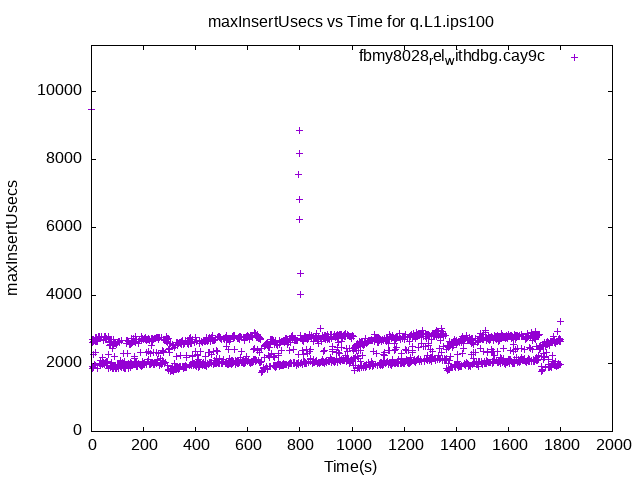 maxInsertUsecs vs Time for q.L1.ips100
fbmy8028relwithdbg.cay9c
10000
8000
6000
4000
2000
0
maxInsertUsecs
0 200 400 600 800 1000 1200 1400 1600 1800 2000
Time(s)